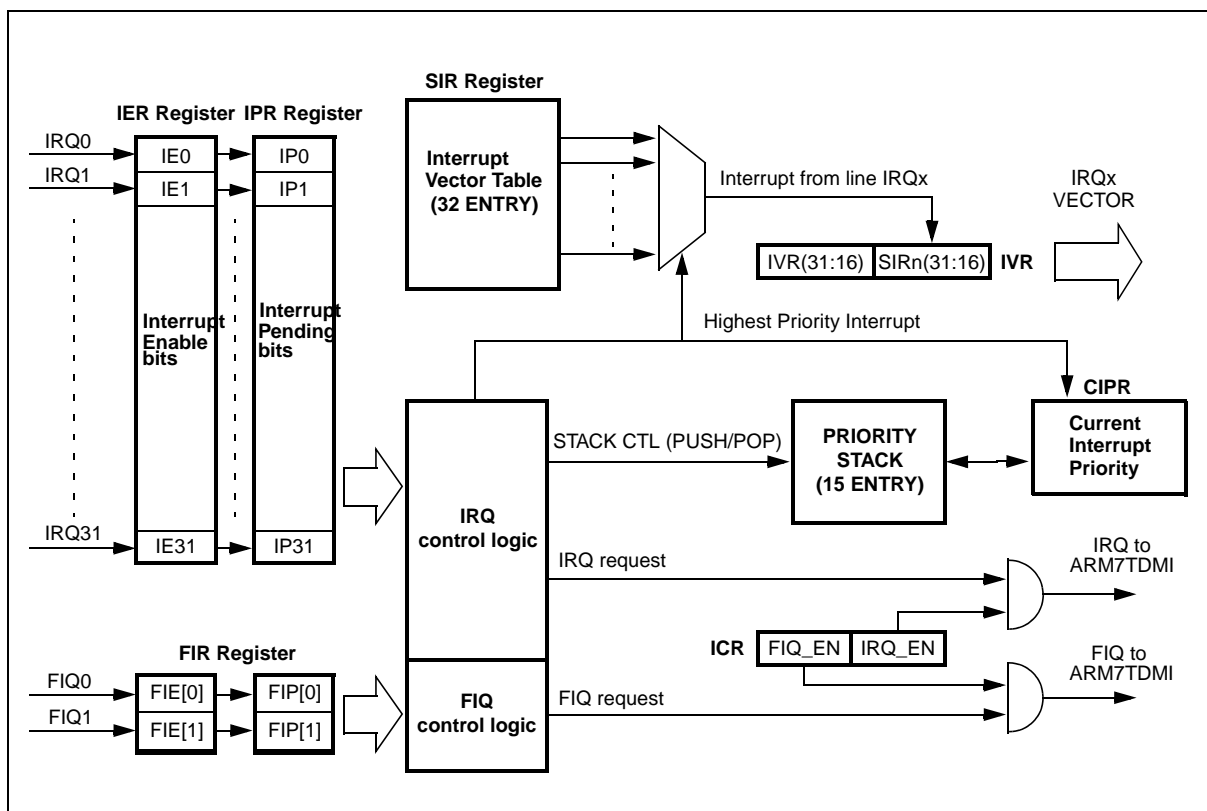 SIR Register
IER Register
IPR Register
IRQ0
IE0
IP0
IRQ1
IE1
IP1
Interrupt
Enable
bits
Interrupt
Pending
bits
IRQ31
IE31
IP31
Interrupt
Vector Table
(32 ENTRY)
Interrupt from line IRQx
IRQx
VECTOR
IVR(31:16)
SIRn(31:16)
IVR
Highest Priority Interrupt
CIPR
Current
Interrupt
Priority
STACK CTL (PUSH/POP)
PRIORITY
STACK
(15 ENTRY)
IRQ
control logic
IRQ request
IRQ to
ARM7TDMI
ICR
FIQ_EN
IRQ_EN
FIR Register
FIQ0
FIE[0]
FIP[0]
FIQ1
FIE[1]
FIP[1]
FIQ
control logic
FIQ request
FIQ to
ARM7TDMI